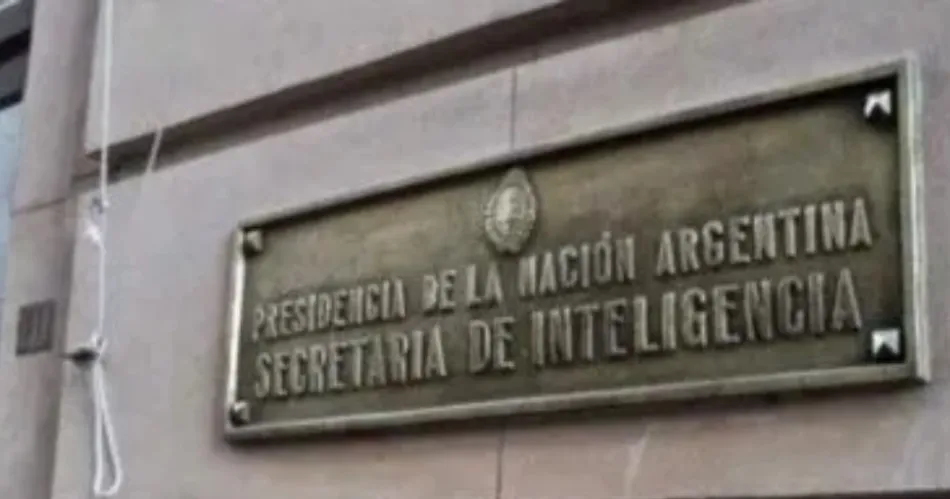 PRESIDENCIA DE LA NACIÓN ARGENTINA
SECRETARIA DE INTELIGENCIA